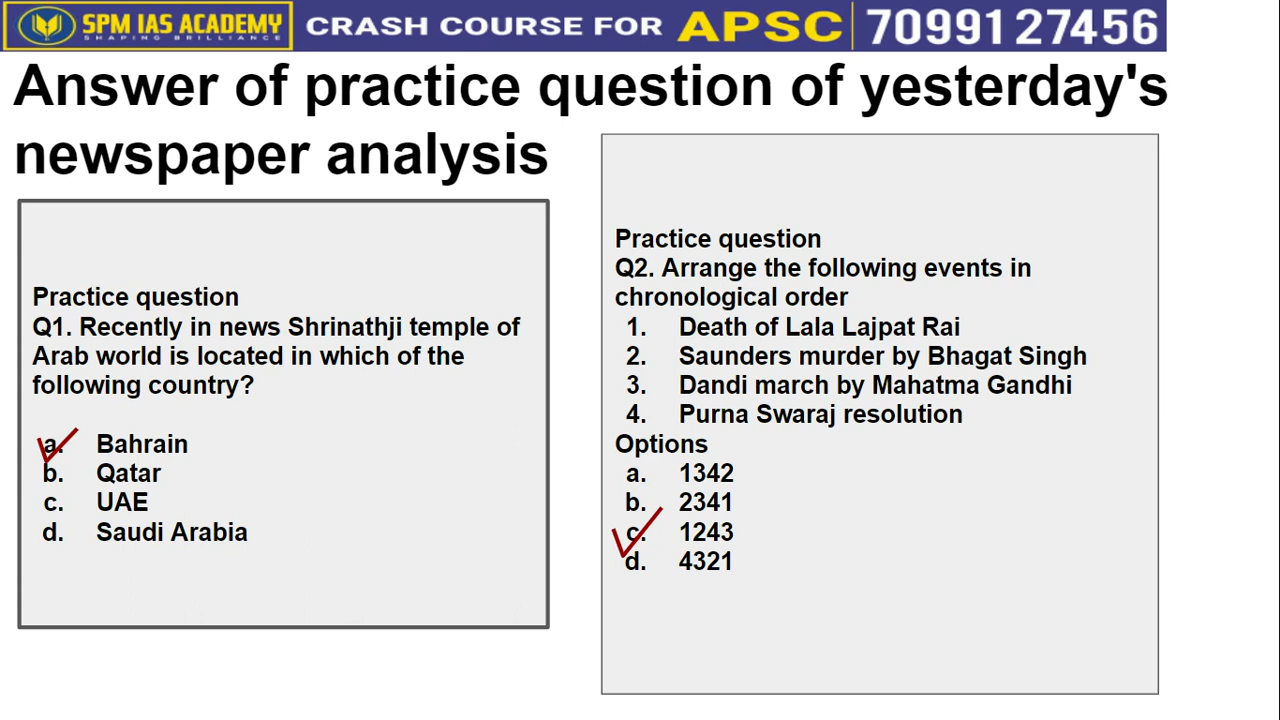 SPM IAS ACADEMY
SHAPING BRILLIANCE
CRASH COURSE FOR APSC 70991 27456
Answer of practice question of yesterday's
newspaper analysis
Practice question
Q1. Recently in news Shrinathji temple of
Arab world is located in which of the
following country?
a. Bahrain
b. Qatar
c. UAE
d. Saudi Arabia
Practice question
Q2. Arrange the following events in
chronological order
1. Death of Lala Lajpat Rai
2. Saunders murder by Bhagat Singh
3. Dandi march by Mahatma Gandhi
4. Purna Swaraj resolution
Options
a. 1342
b. 2341
c. 1243
d. 4321